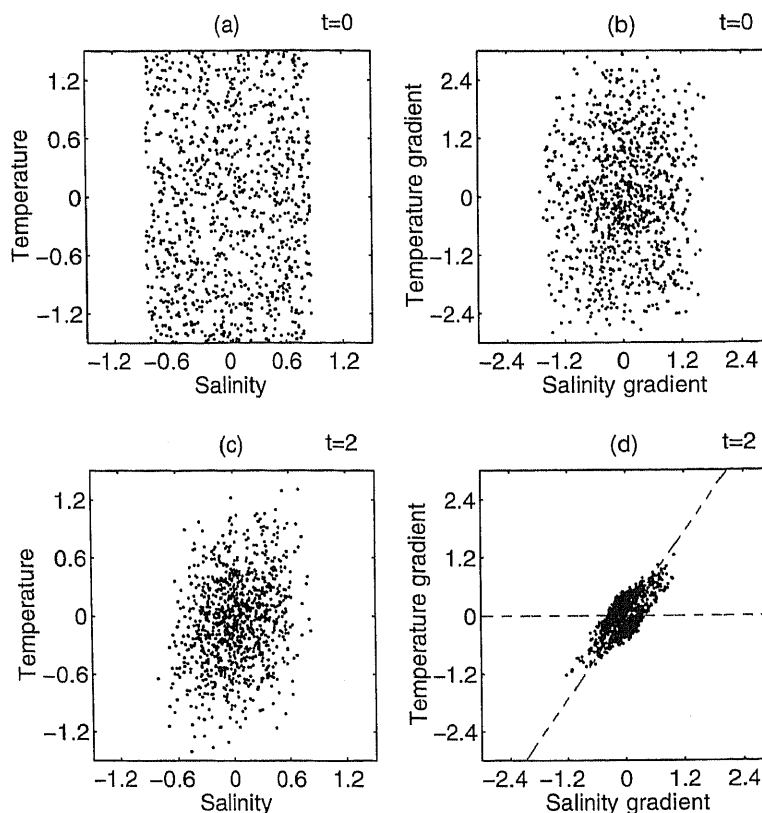 (a) t=0
Temperature
1.2
0.6
0
−0.6
−1.2
−1.2 −0.6 0 0.6 1.2
Salinity
(b) t=0
Temperature gradient
2.4
1.2
0
−1.2
−2.4
−2.4 −1.2 0 1.2 2.4
Salinity gradient
(c) t=2
Temperature
1.2
0.6
0
−0.6
−1.2
−1.2 −0.6 0 0.6 1.2
Salinity
(d) t=2
Temperature gradient
2.4
1.2
0
−1.2
−2.4
−2.4 −1.2 0 1.2 2.4
Salinity gradient